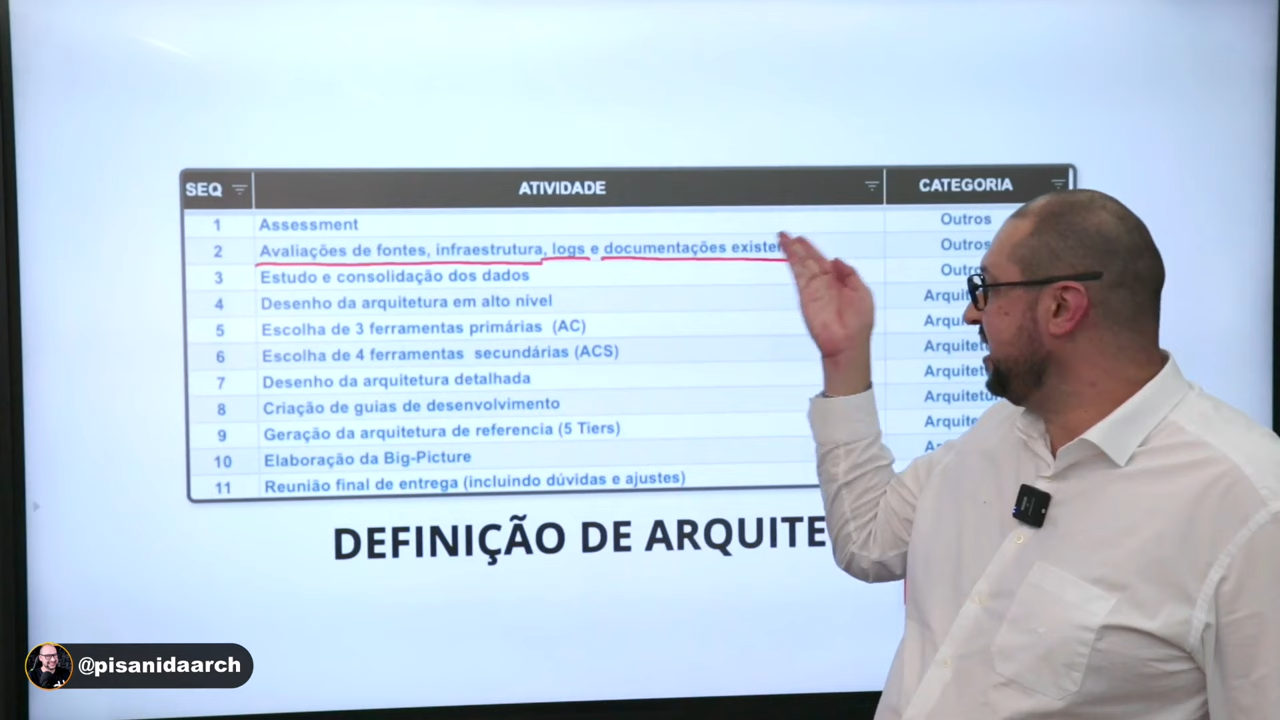 SEQ ATIVIDADE CATEGORIA
1 Assessment Outros
2 Avaliações de fontes, infraestrutura, logs e documentações Outros
3 Estudo e consolidação dos dados
4 Desenho da arquitetura em alto nível
5 Escolha de 3 ferramentas primárias (AC)
6 Escolha de 4 ferramentas secundárias (ACS)
7 Desenho da arquitetura detalhada
8 Criação de guias de desenvolvimento
9 Geração da arquitetura de referencia (5 Tiers)
10 Elaboração da Big-Picture
11 Reunião final de entrega (incluindo dúvidas e ajustes)
DEFINIÇÃO DE
@pisanidaarch